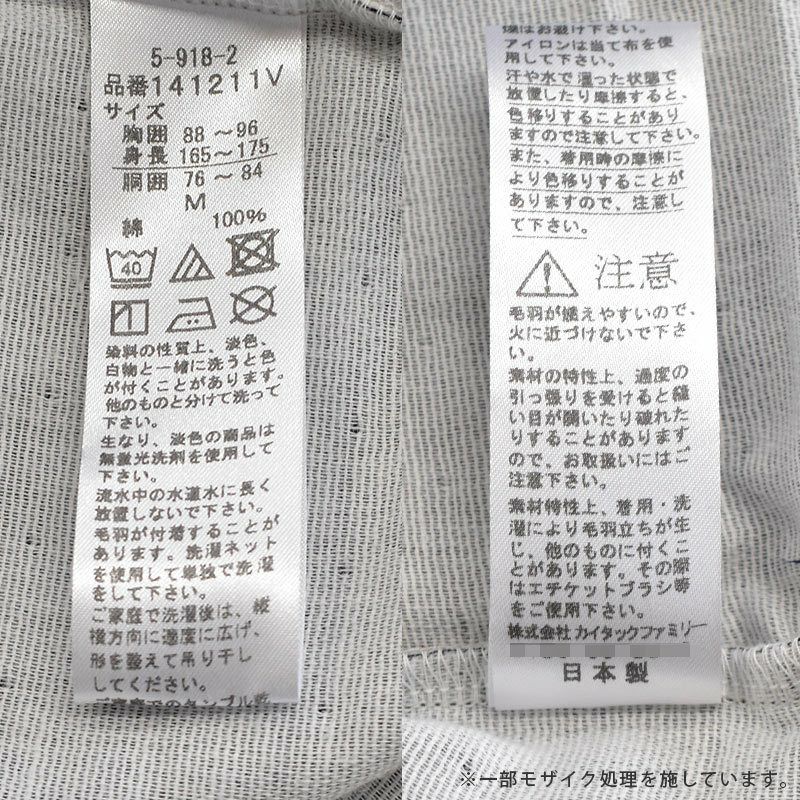 5-918-2
品番141211V
サイズ
胸囲 88～96
身長 165～175
胴囲 76～84
M
綿 100%
40
染料の性質上、淡色、
白物と一緒に洗うと色
が付くことがあります。
他のものと分けて洗って
下さい。
生なり、淡色の商品は
無蛍光洗剤を使用して
下さい。
流水中の水道水に長く
放置しないで下さい。
毛羽が付着することが
あります。洗濯ネット
を使用して単独で洗濯
をして下さい。
ご家庭で洗濯後は、縦
横方向に適度に広げ、
形を整えて吊り干し
してください。
ご家庭でのタンブル乾
アイロンは当て布を使
用して下さい。
汗や水で湿った状態で
放置したり摩擦すると、
色移りすることがあり
ますので注意して下さい。
また、着用時の摩擦に
より色移りすることが
ありますので、注意し
て下さい。
注意
毛羽が燃えやすいので、
火に近づけないで下さ
い。
素材の特性上、過度の
引っ張りを受けると縫
い目が開いたり破れた
りすることがあります
ので、お取扱いにはご
注意下さい。
素材特性上、着用・洗
濯により毛羽立ちが生
じ、他のものに付くこ
とがあります。その際
はエチケットブラシ等
をご使用下さい。
株式会社カイタックファミリー
日本製
※一部モザイク処理を施しています。